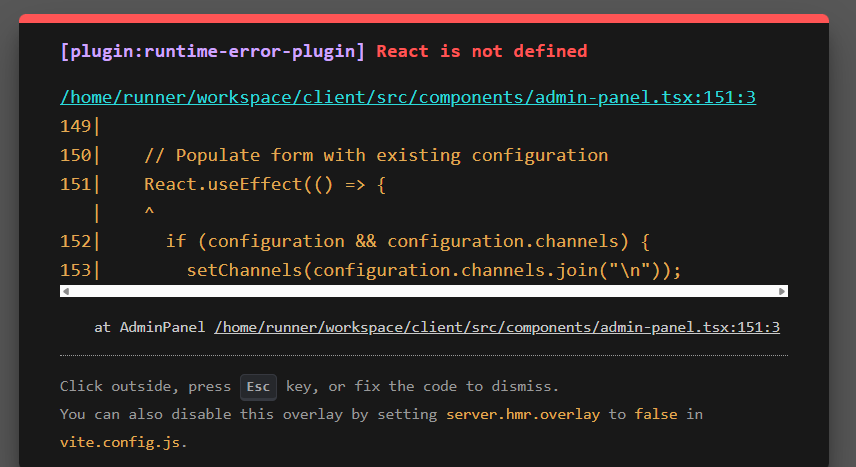 [plugin:runtime-error-plugin] React is not defined
/home/runner/workspace/client/src/components/admin-panel.tsx:151:3
149|
150|    // Populate form with existing configuration
151|    React.useEffect(() => {
   |    ^
152|      if (configuration && configuration.channels) {
153|        setChannels(configuration.channels.join("\n"));
at AdminPanel /home/runner/workspace/client/src/components/admin-panel.tsx:151:3
Click outside, press Esc key, or fix the code to dismiss.
You can also disable this overlay by setting server.hmr.overlay to false in
vite.config.js.